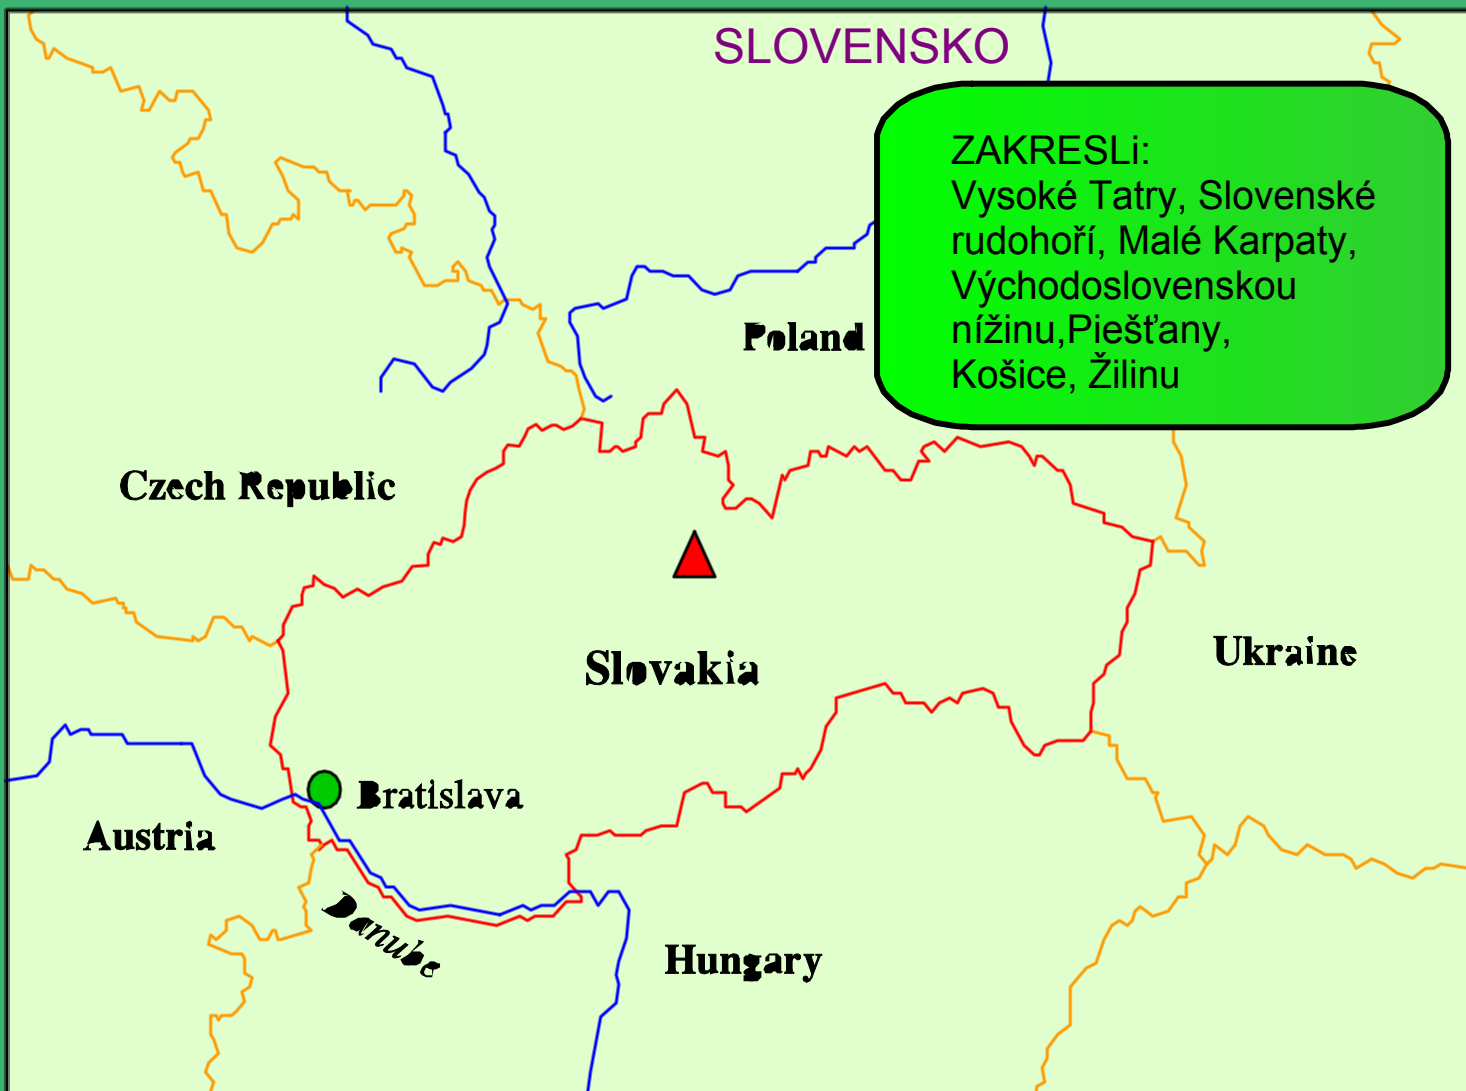 SLOVENSKO
ZAKRESLi:
Vysoké Tatry, Slovenské
rudohoří, Malé Karpaty,
Východoslovenskou
nížinu,Piešťany,
Košice, Žilinu
Poland
Czech Republic
Slovakia
Ukraine
Bratislava
Austria
Danube
Hungary